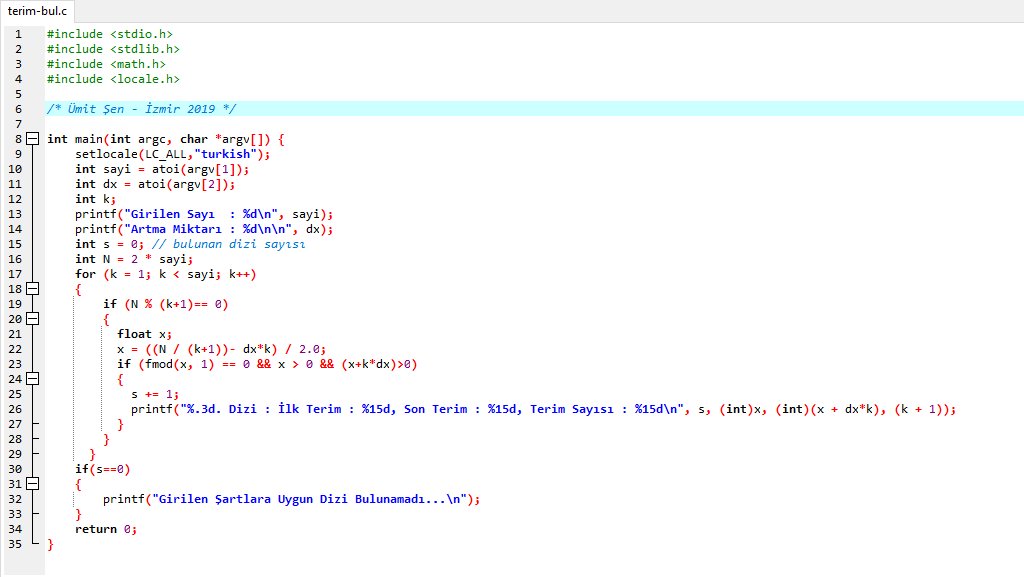 terim-bul.c
1 #include <stdio.h>
2 #include <stdlib.h>
3 #include <math.h>
4 #include <locale.h>
5
6 /* Ümit Şen - İzmir 2019 */
7
8 int main(int argc, char *argv[]) {
9 setlocale(LC_ALL,"turkish");
10 int sayi = atoi(argv[1]);
11 int dx = atoi(argv[2]);
12 int k;
13 printf("Girilen Sayı  : %d\n", sayi);
14 printf("Artma Miktarı : %d\n\n", dx);
15 int s = 0; // bulunan dizi sayısı
16 int N = 2 * sayi;
17 for (k = 1; k < sayi; k++)
18 {
19 if (N % (k+1)== 0)
20 {
21 float x;
22 x = ((N / (k+1))- dx*k) / 2.0;
23 if (fmod(x, 1) == 0 && x > 0 && (x+k*dx)>0)
24 {
25 s += 1;
26 printf("%.3d. Dizi : İlk Terim : %15d, Son Terim : %15d, Terim Sayısı : %15d\n", s, (int)x, (int)(x + dx*k), (k + 1));
27 }
28 }
29 }
30 if(s==0)
31 {
32 printf("Girilen Şartlara Uygun Dizi Bulunamadı...\n");
33 }
34 return 0;
35 }